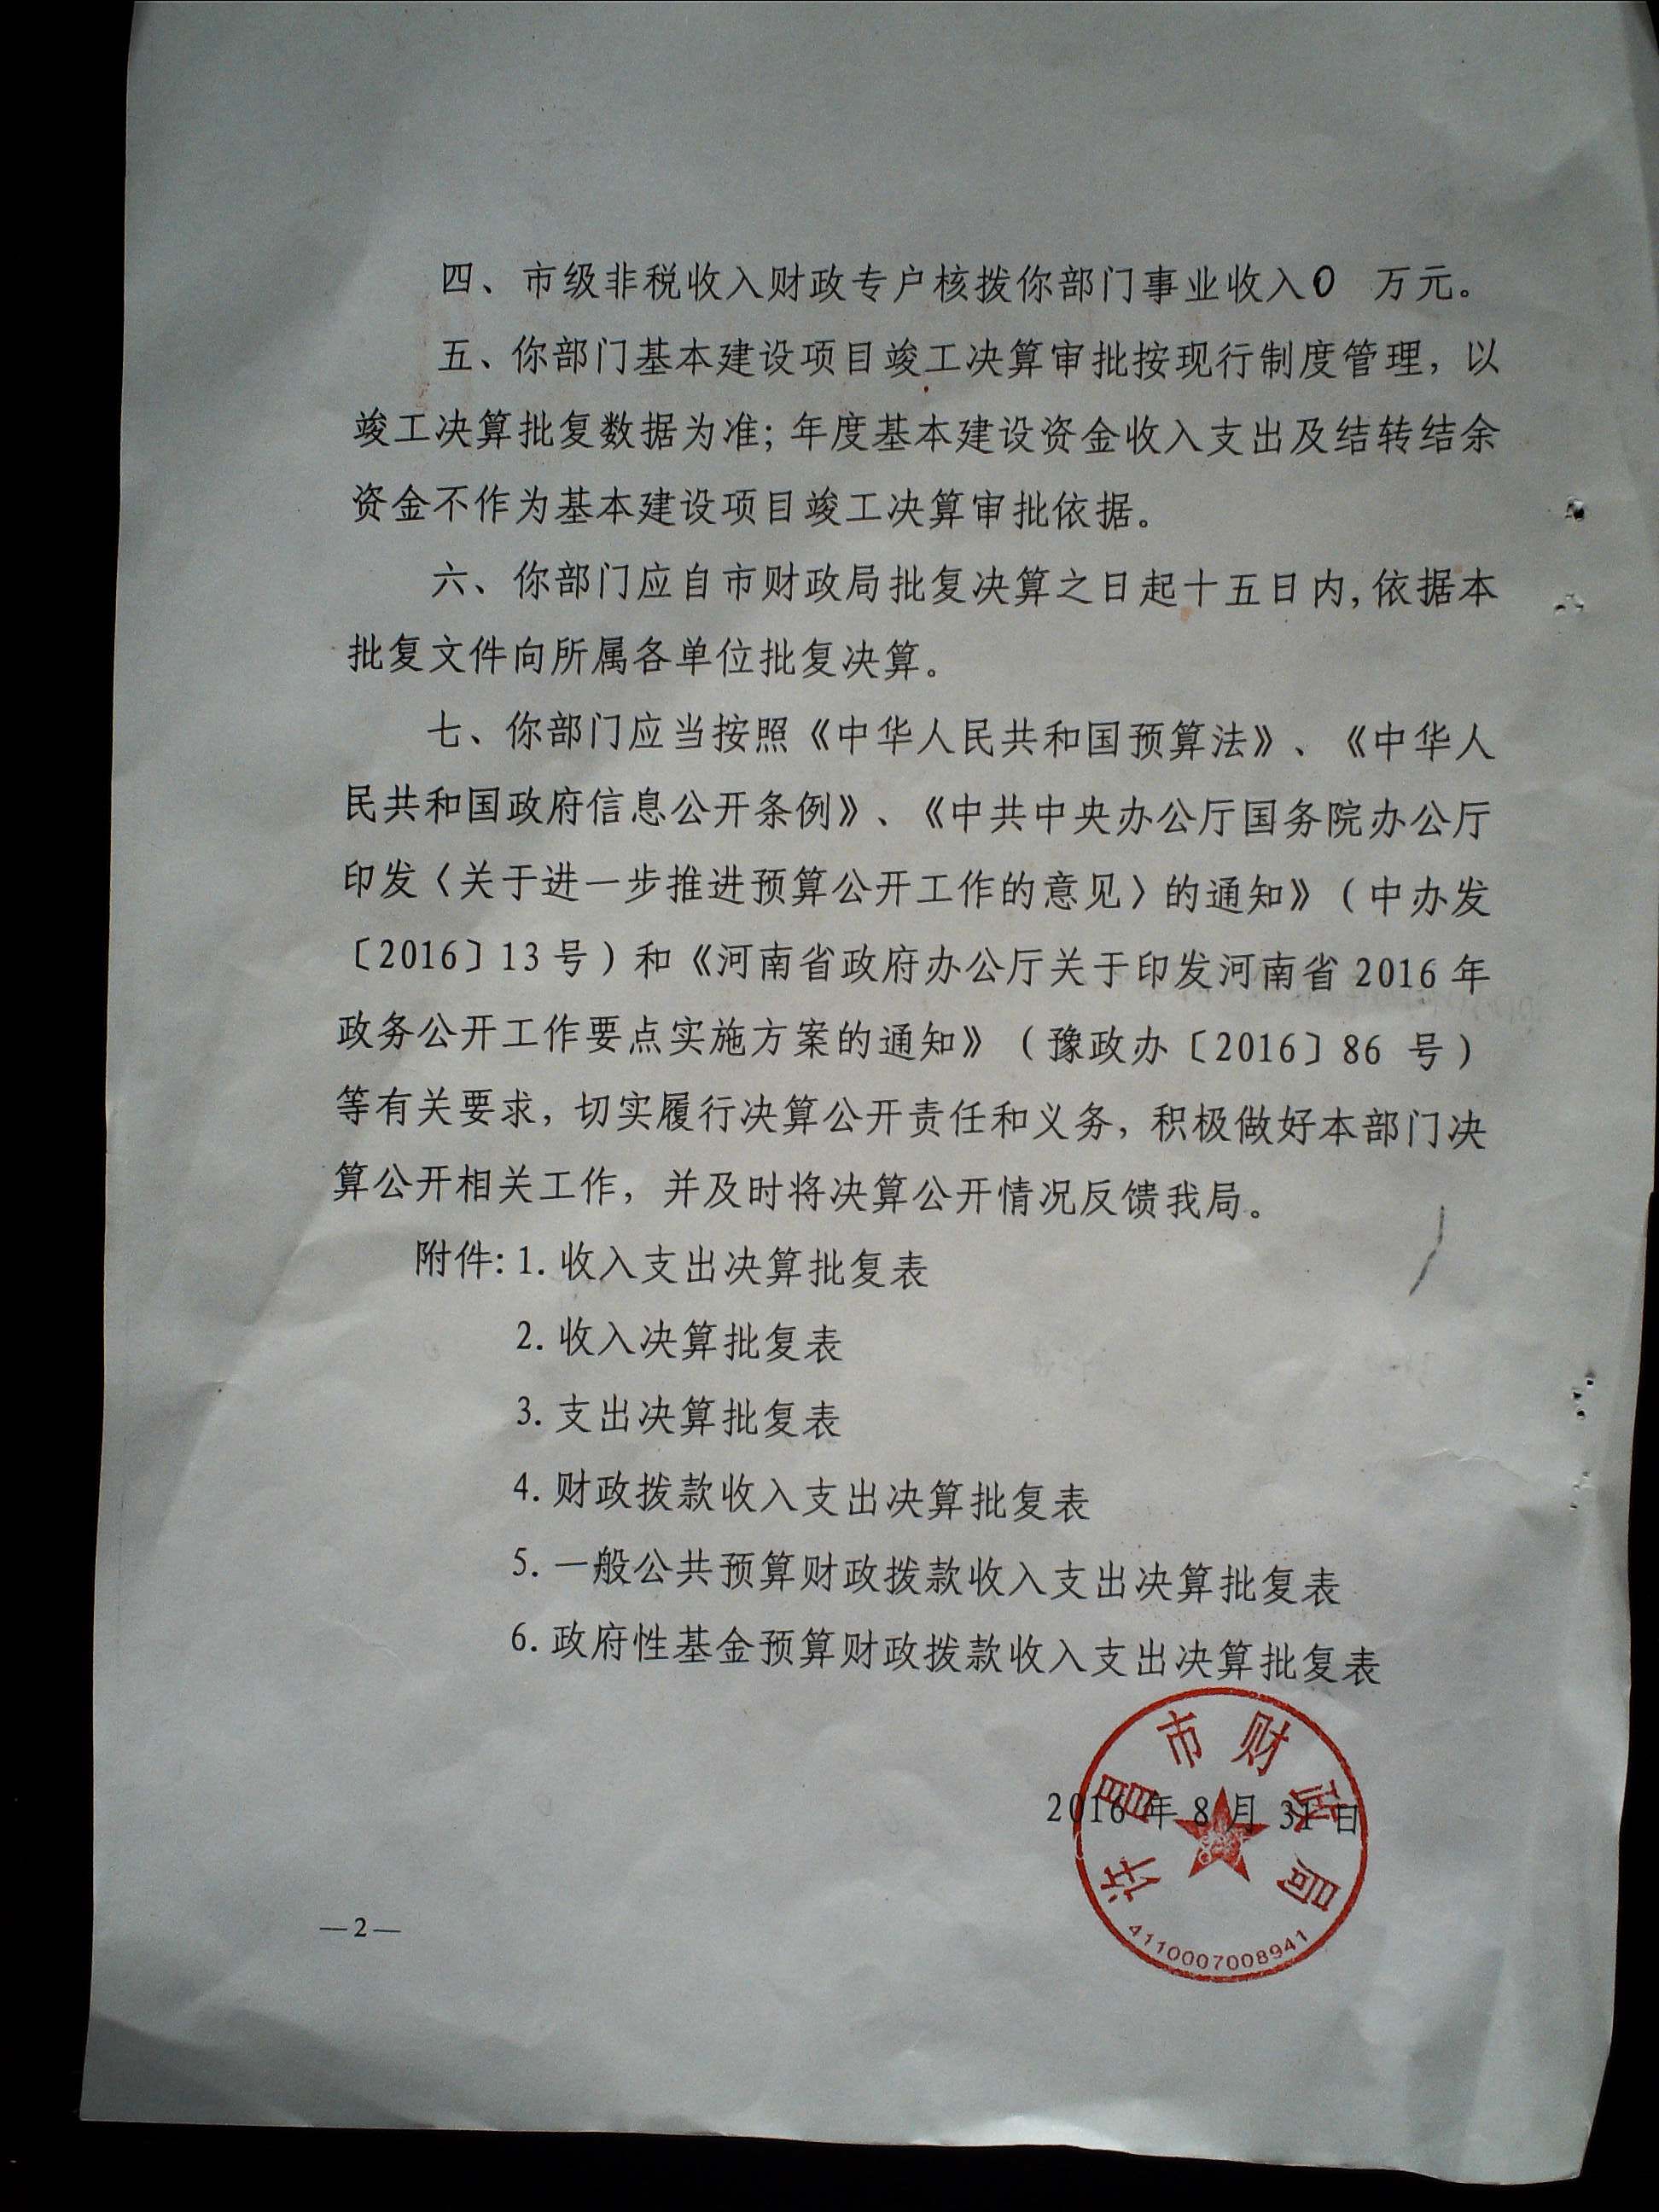 四、市级非税收入财政专户核拨你部门事业收入0 万元。
五、你部门基本建设项目竣工决算审批按现行制度管理，以
竣工决算批复数据为准；年度基本建设资金收入支出及结转结余
资金不作为基本建设项目竣工决算审批依据。
六、你部门应自市财政局批复决算之日起十五日内，依据本
批复文件向所属各单位批复决算。
七、你部门应当按照《中华人民共和国预算法》、《中华人
民共和国政府信息公开条例》、《中共中央办公厅国务院办公厅
印发〈关于进一步推进预算公开工作的意见〉的通知》（中办发
〔2016〕13号）和《河南省政府办公厅关于印发河南省2016年
政务公开工作要点实施方案的通知》（豫政办〔2016〕86 号）
等有关要求，切实履行决算公开责任和义务，积极做好本部门决
算公开相关工作，并及时将决算公开情况反馈我局。
附件：1.收入支出决算批复表
2.收入决算批复表
3.支出决算批复表
4.财政拨款收入支出决算批复表
5.一般公共预算财政拨款收入支出决算批复表
6.政府性基金预算财政拨款收入支出决算批复表
许昌市财政局
2016年8月31日
4110007008941
—2—